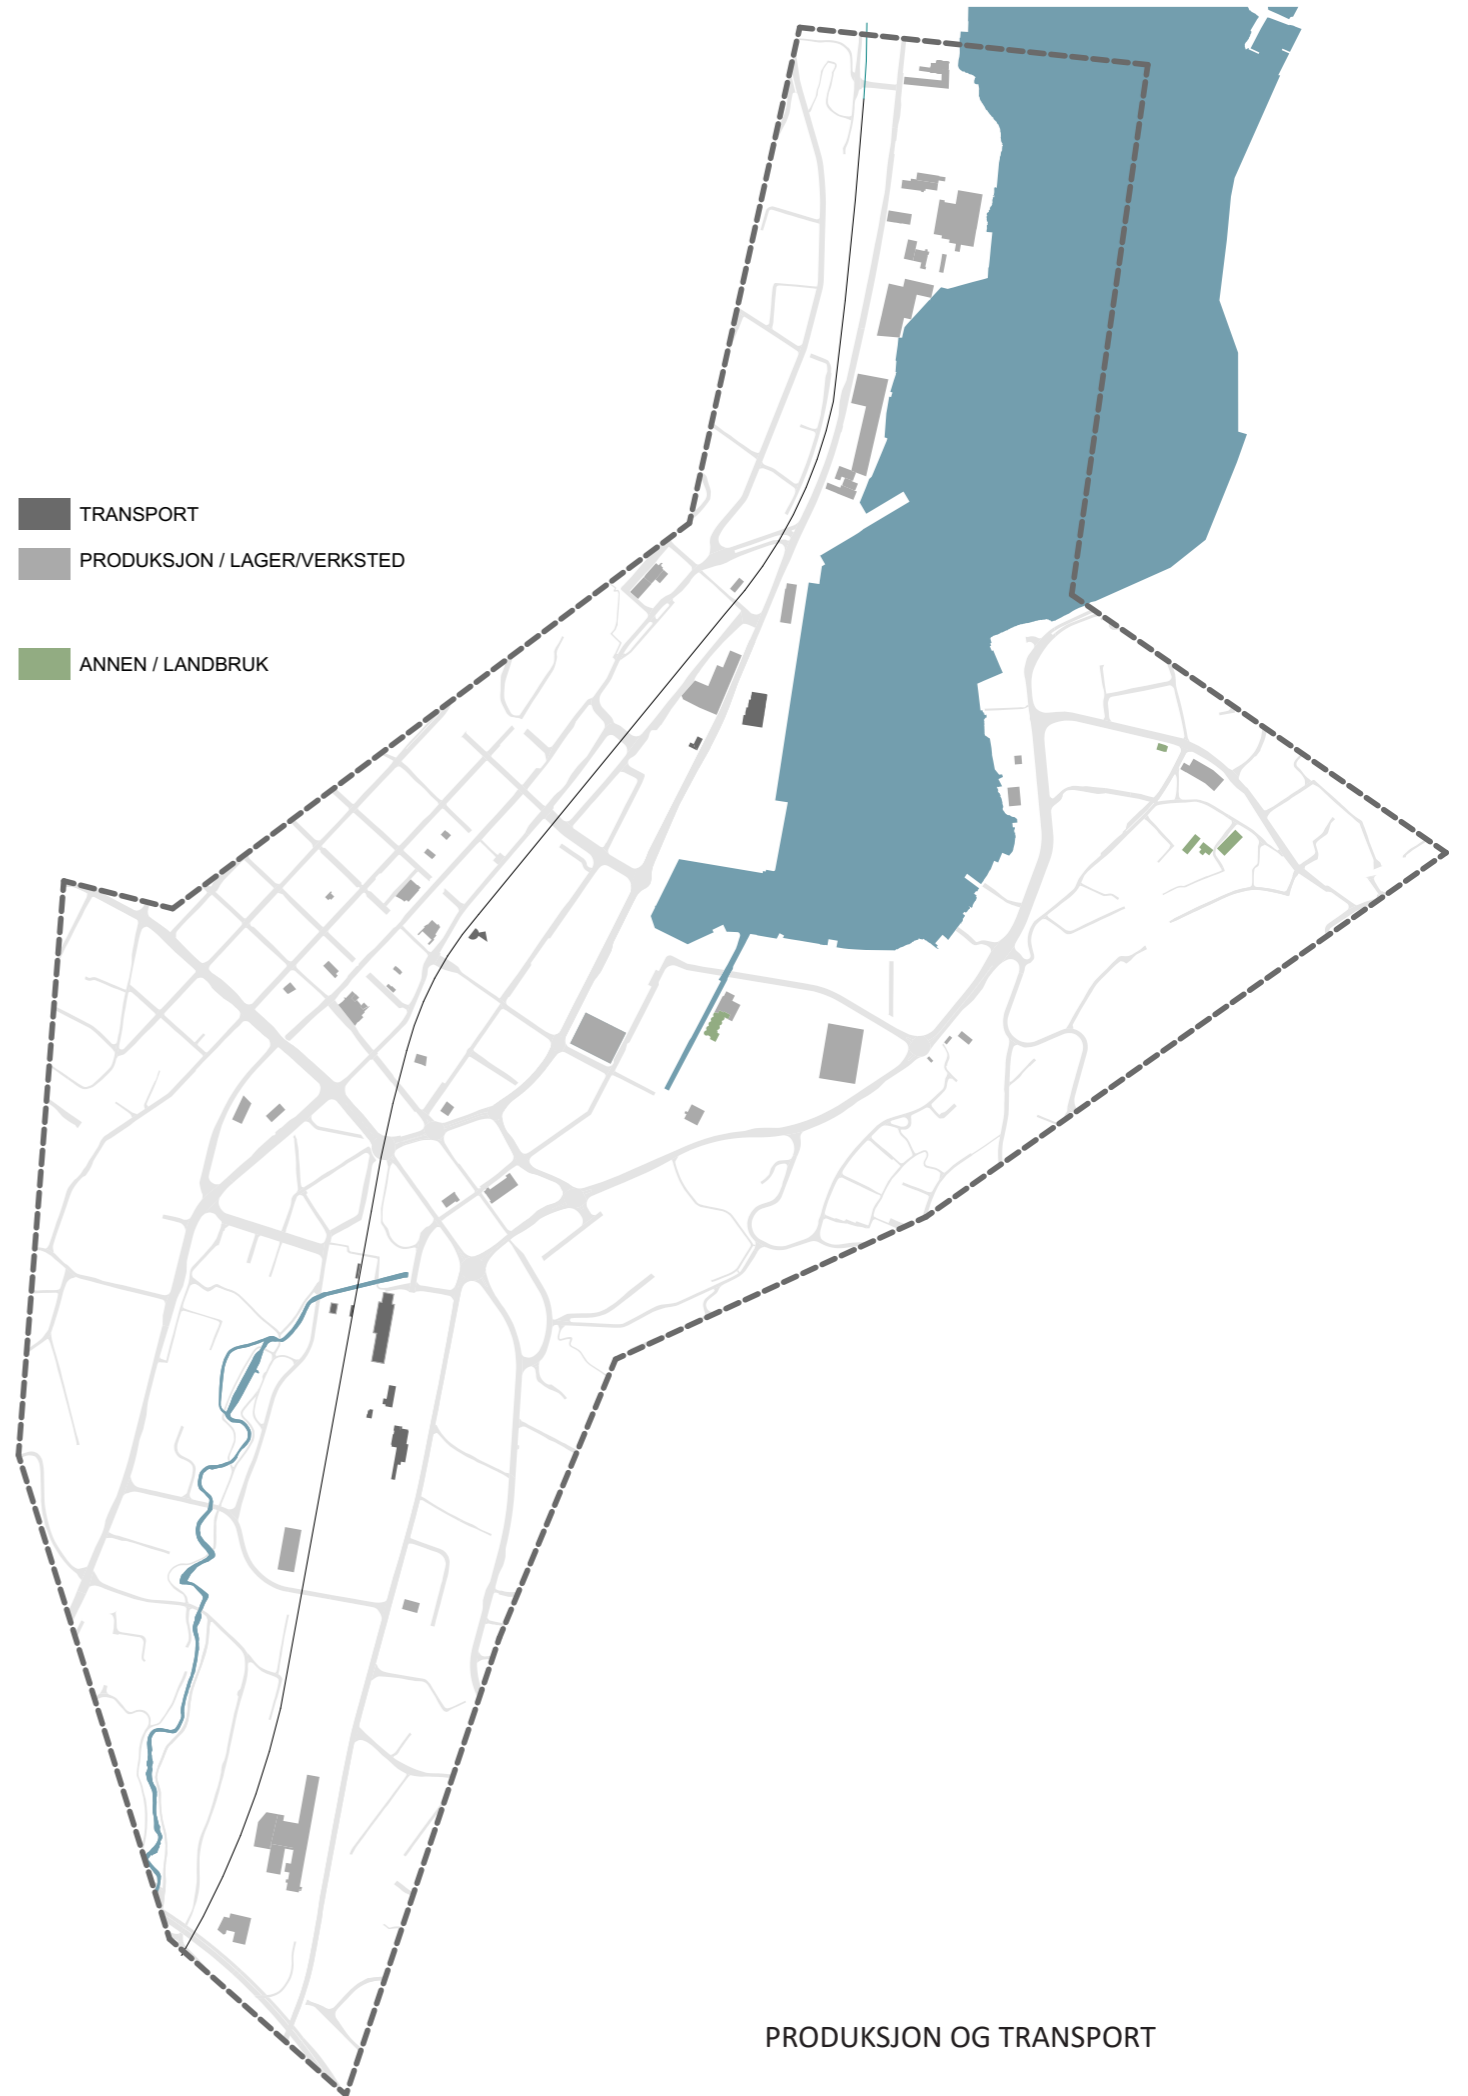 TRANSPORT
PRODUKSJON / LAGER/VERKSTED
ANNEN / LANDBRUK
PRODUKSJON OG TRANSPORT